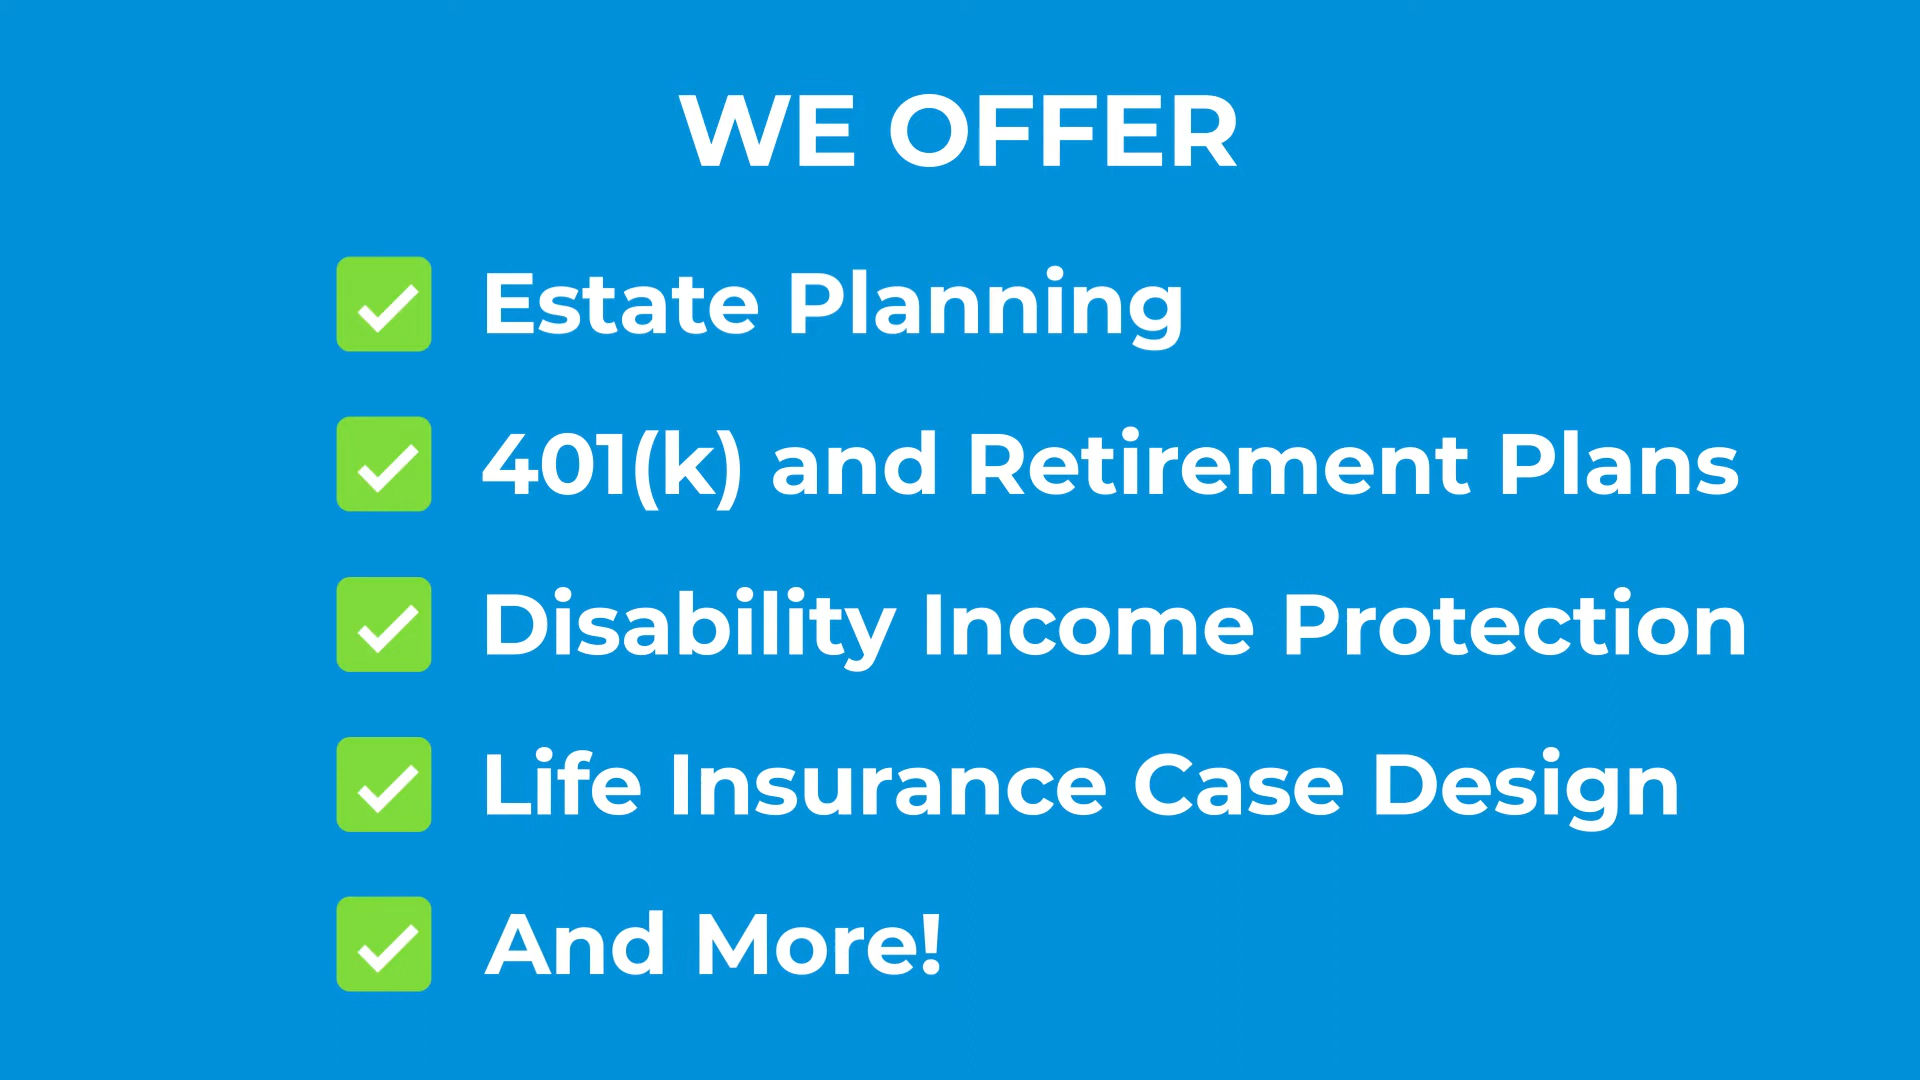 WE OFFER
Estate Planning
401(k) and Retirement Plans
Disability Income Protection
Life Insurance Case Design
And More!